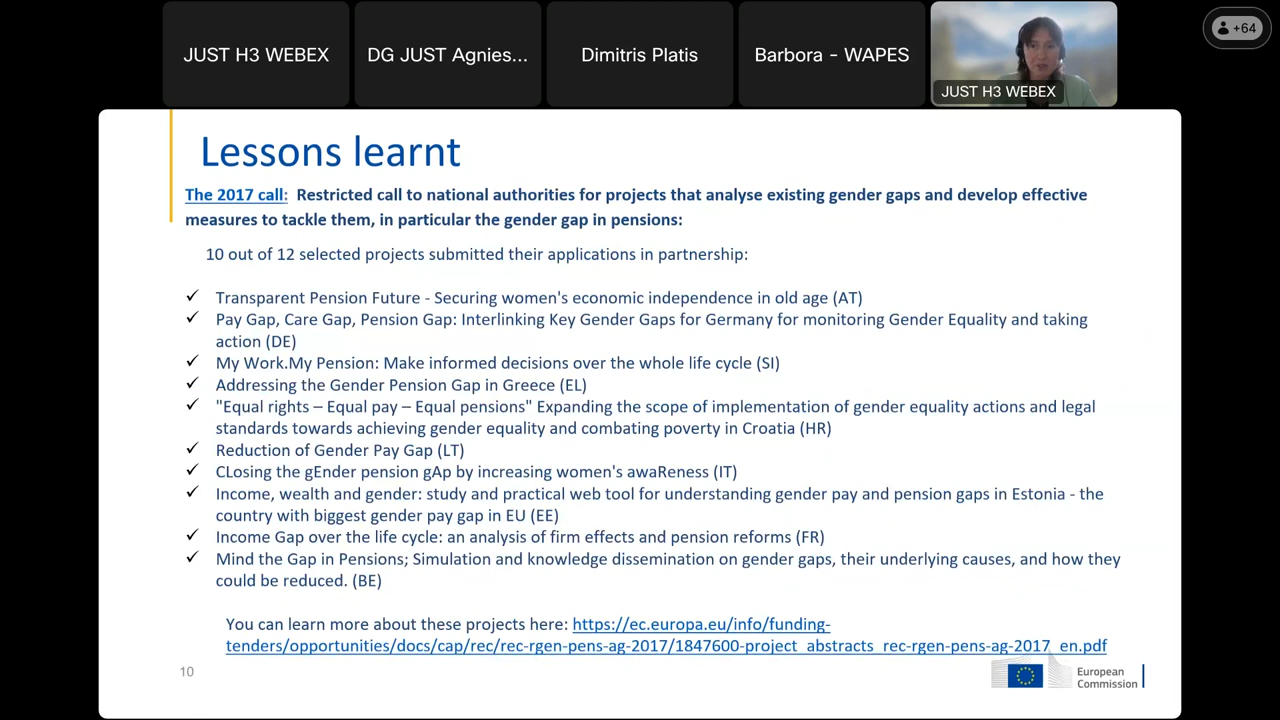 JUST H3 WEBEX
DG JUST Agnies...
Dimitris Platis
Barbora - WAPES
JUST H3 WEBEX
+64
Lessons learnt
The 2017 call: Restricted call to national authorities for projects that analyse existing gender gaps and develop effective
measures to tackle them, in particular the gender gap in pensions:
10 out of 12 selected projects submitted their applications in partnership:
✓ Transparent Pension Future - Securing women's economic independence in old age (AT)
✓ Pay Gap, Care Gap, Pension Gap: Interlinking Key Gender Gaps for Germany for monitoring Gender Equality and taking
action (DE)
✓ My Work.My Pension: Make informed decisions over the whole life cycle (SI)
✓ Addressing the Gender Pension Gap in Greece (EL)
✓ "Equal rights – Equal pay – Equal pensions" Expanding the scope of implementation of gender equality actions and legal
standards towards achieving gender equality and combating poverty in Croatia (HR)
✓ Reduction of Gender Pay Gap (LT)
✓ CLosing the gEnder pension gAp by increasing women's awaReness (IT)
✓ Income, wealth and gender: study and practical web tool for understanding gender pay and pension gaps in Estonia - the
country with biggest gender pay gap in EU (EE)
✓ Income Gap over the life cycle: an analysis of firm effects and pension reforms (FR)
✓ Mind the Gap in Pensions; Simulation and knowledge dissemination on gender gaps, their underlying causes, and how they
could be reduced. (BE)
You can learn more about these projects here: https://ec.europa.eu/info/funding-
tenders/opportunities/docs/cap/rec/rec-rgen-pens-ag-2017/1847600-project_abstracts_rec-rgen-pens-ag-2017_en.pdf
10
European
Commission